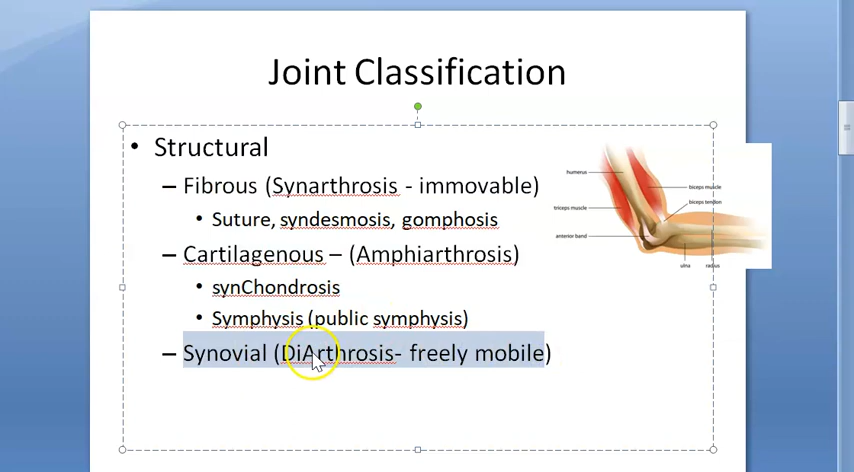 Joint Classification
• Structural
– Fibrous (Synarthrosis - immovable)
• Suture, syndesmosis, gomphosis
– Cartilagenous – (Amphiarthrosis)
• synChondrosis
• Symphysis (public symphysis)
– Synovial (DiArthrosis- freely mobile)
humerus
biceps muscle
biceps tendon
triceps muscle
anterior band
ulna
radius